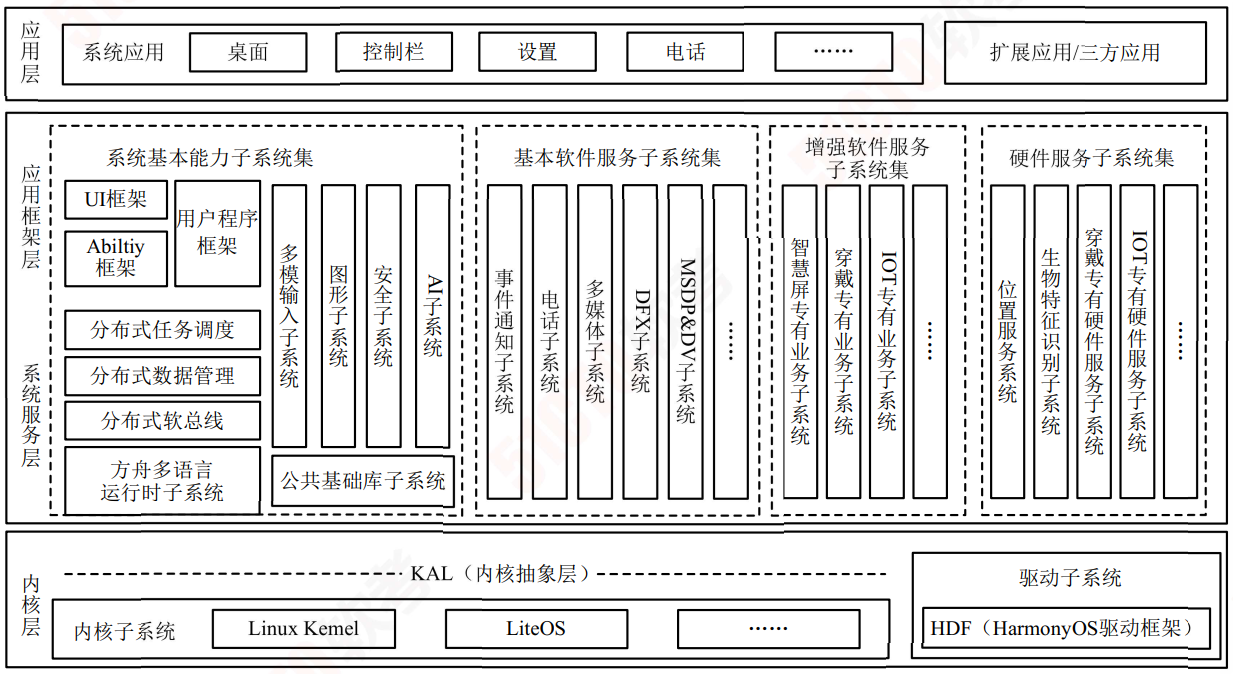 应用层
系统应用
桌面
控制栏
设置
电话
……
扩展应用/三方应用
应用框架层
系统服务层
系统基本能力子系统集
UI框架
Abiltiy
框架
用户程序
框架
分布式任务调度
分布式数据管理
分布式软总线
方舟多语言
运行时子系统
多模输入子系统
图形子系统
安全子系统
AI子系统
公共基础库子系统
基本软件服务子系统集
事件通知子系统
电话子系统
多媒体子系统
DFX子系统
MSDP&DV子系统
……
增强软件服务
子系统集
智慧屏专有业务子系统
穿戴专有业务子系统
IOT专有业务子系统
……
硬件服务子系统集
位置服务系统
生物特征识别子系统
穿戴专有硬件服务子系统
IOT专有硬件服务子系统
……
内核层
KAL（内核抽象层）
内核子系统
Linux Kernel
LiteOS
……
驱动子系统
HDF（HarmonyOS驱动框架）